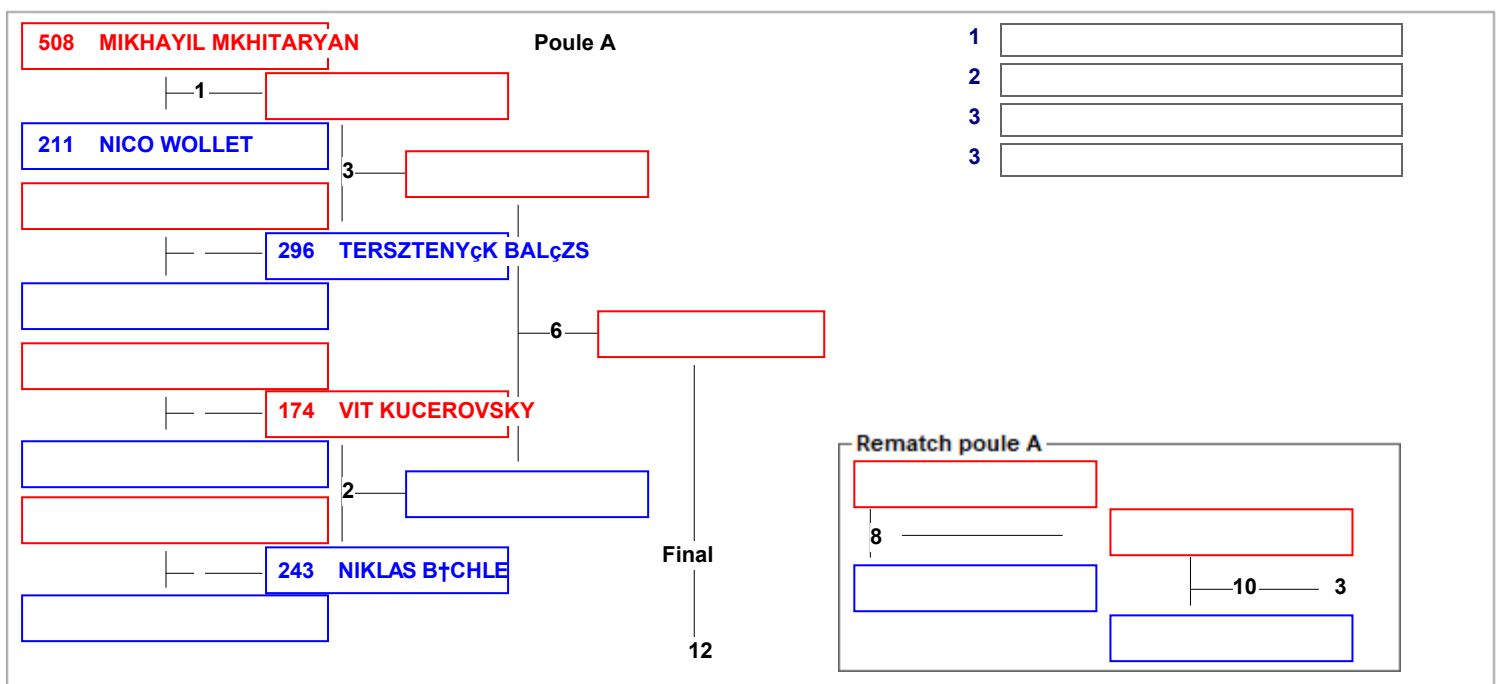 508 MIKHAYIL MKHITARYAN
Poule A
1
1
2
211 NICO WOLLET
3
3
3
296 TERSZTENYçK BALçZS
6
174 VIT KUCEROVSKY
Rematch poule A
2
8
Final
243 NIKLAS B†CHLE
10 3
12